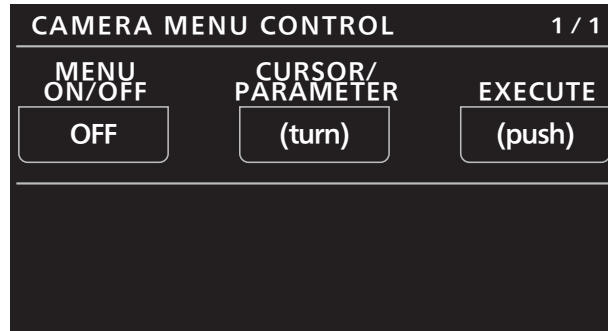 CAMERA MENU CONTROL 1 / 1
MENU
ON/OFF
CURSOR/
PARAMETER
EXECUTE
OFF
(turn)
(push)